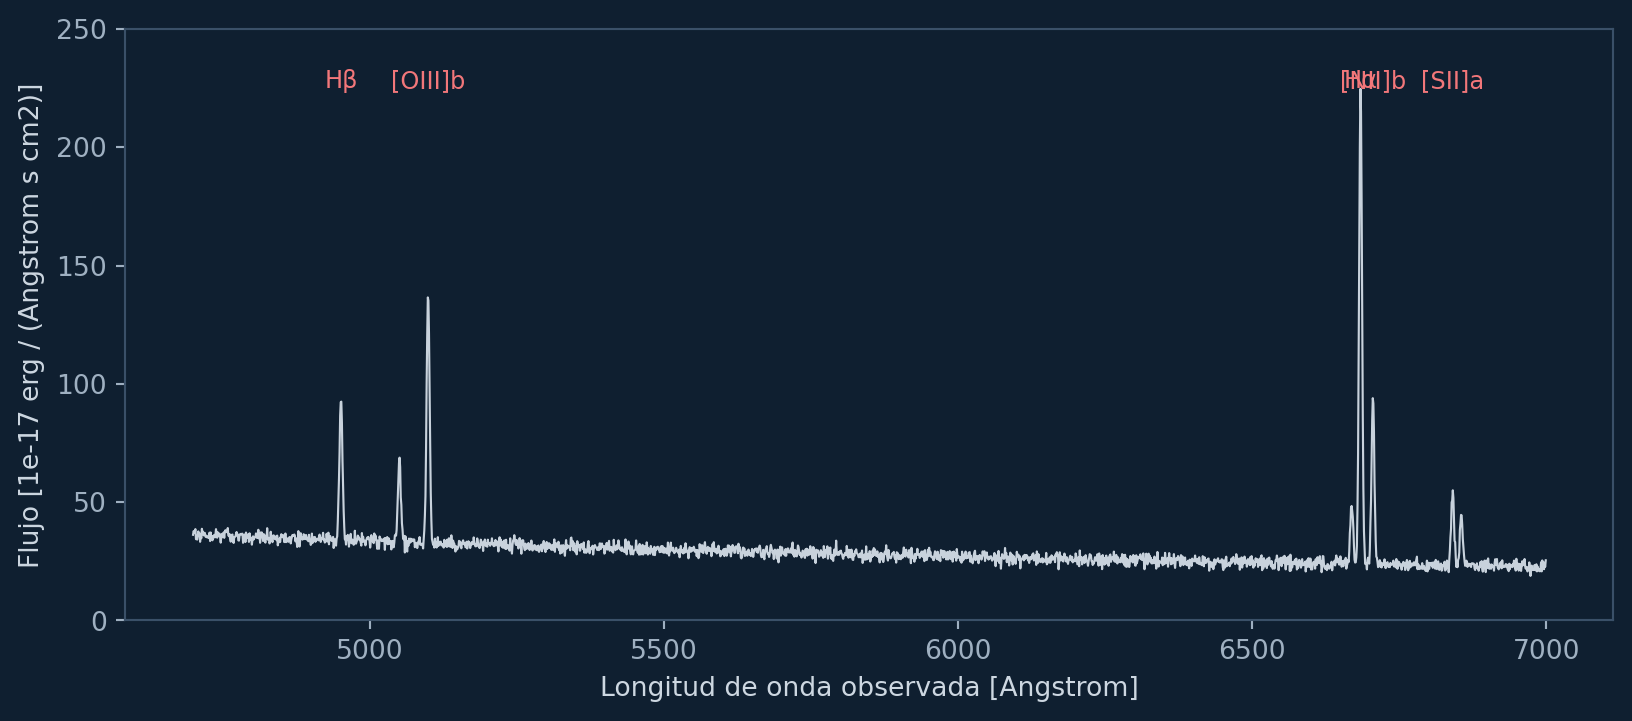 250
200
150
100
50
0
Flujo [1e-17 erg / (Angstrom s cm2)]
Hβ
[OIII]b
Hα
[NII]b
[SII]a
5000
5500
6000
6500
7000
Longitud de onda observada [Angstrom]